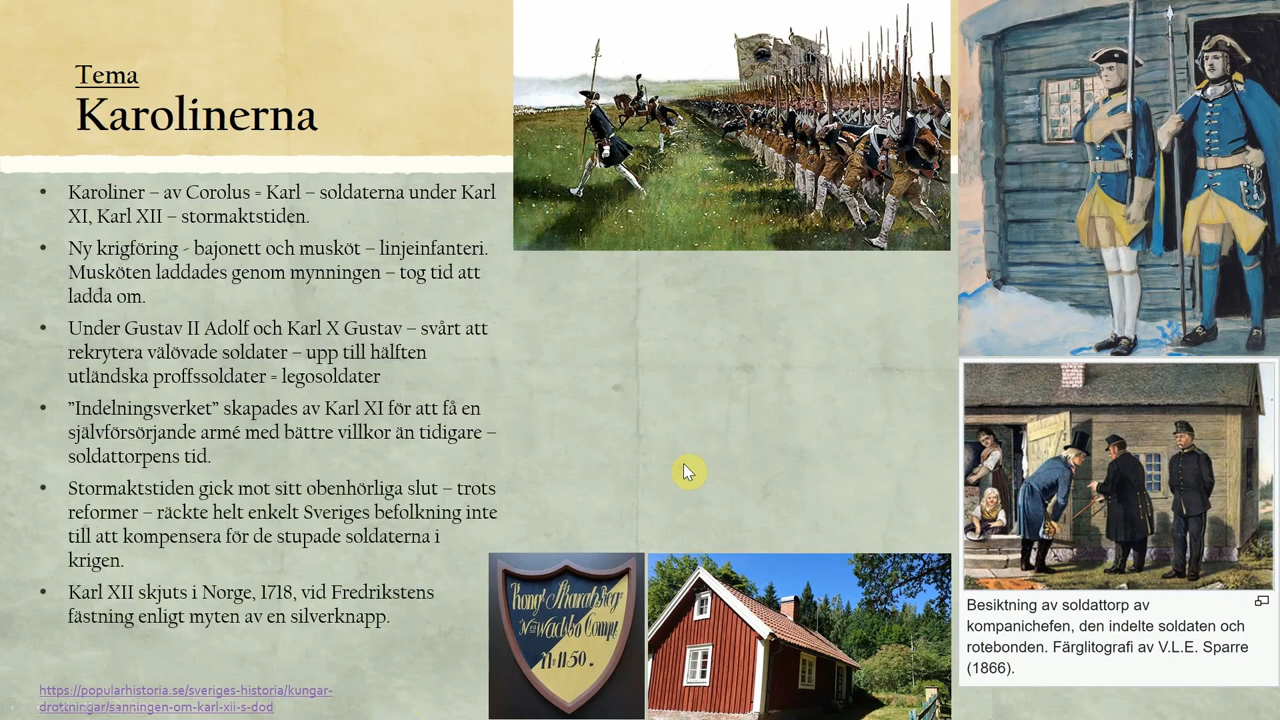 Tema
Karolinerna
• Karoliner – av Corolus = Karl – soldaterna under Karl
XI, Karl XII – stormaktstiden.
• Ny krigföring - bajonett och musköt – linjeinfanteri.
Musköten laddades genom mynningen – tog tid att
ladda om.
• Under Gustav II Adolf och Karl X Gustav – svårt att
rekrytera välövade soldater – upp till hälften
utländska proffssoldater = legosoldater
• ”Indelningsverket” skapades av Karl XI för att få en
självförsörjande armé med bättre villkor än tidigare –
soldattorpens tid.
• Stormaktstiden gick mot sitt obenhörliga slut – trots
reformer – räckte helt enkelt Sveriges befolkning inte
till att kompensera för de stupade soldaterna i
krigen.
• Karl XII skjuts i Norge, 1718, vid Fredrikstens
fästning enligt myten av en silverknapp.
https://popularhistoria.se/sveriges-historia/kungar-
drottningar/sanningen-om-karl-xii-s-dod
Wadsbo Compt
N:1150.
Besiktning av soldattorp av
kompanichefen, den indelte soldaten och
rotebonden. Färglitografi av V.L.E. Sparre
(1866).